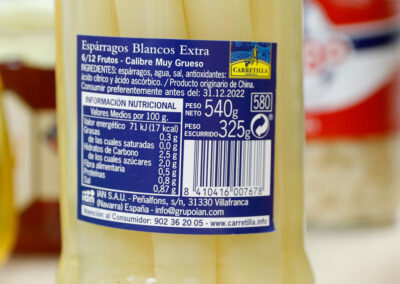 Espárragos Blancos Extra
6/12 Frutos - Calibre Muy Grueso
INGREDIENTES: espárragos, agua, sal, antioxidantes:
ácido cítrico y ácido ascórbico. / Producto originario de China.
Consumir preferentemente antes del: 31.12.2022
CARRETILLA
INFORMACIÓN NUTRICIONAL
Valores Medios por 100 g.
Valor energético 71 kJ (17 kcal)
Grasas 0,3 g
de las cuales saturadas 0,0 g
Hidratos de Carbono 2,5 g
de los cuales azúcares 2,0 g
Fibra alimentaria 0,5 g
Proteínas 0,8 g
Sal 0,87 g
PESO NETO 540g
580
PESO ESCURRIDO 325g
8 410416 007678
ian IAN S.A.U. - Peñalfons, s/n, 31330 Villafranca
(Navarra) España - info@grupoian.com
Atención al Consumidor: 902 36 20 05 - www.carretilla.info